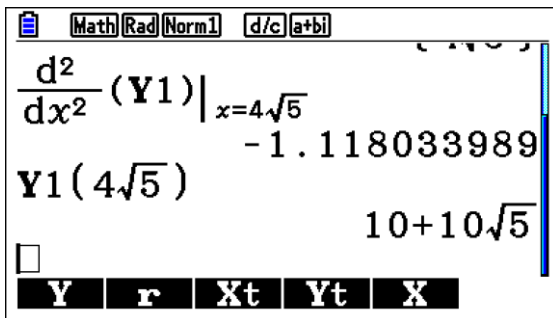 Math Rad Norm1 d/c a+bi
d²/dx² (Y1)|x=4√5
-1.118033989
Y1(4√5)
10+10√5
Y r Xt Yt X